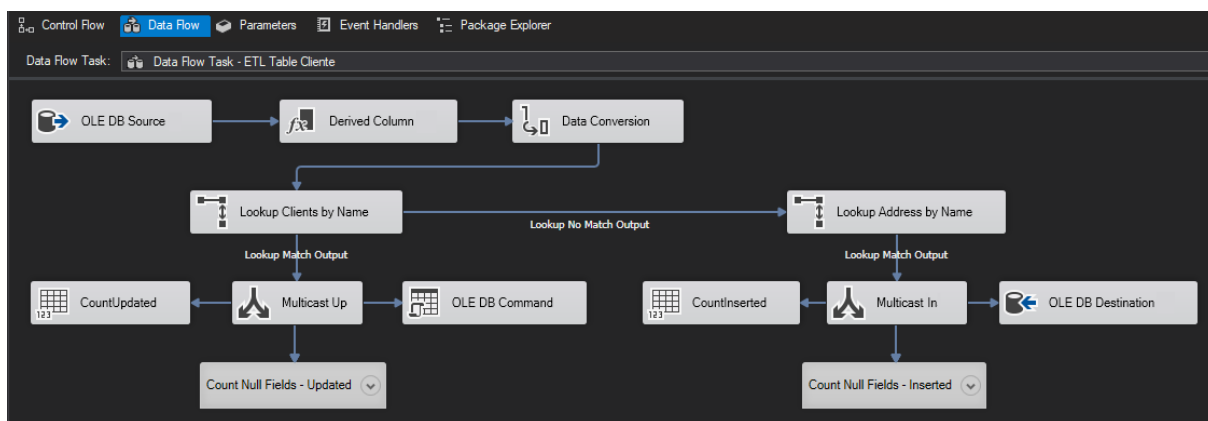 Control Flow Data Flow Parameters Event Handlers Package Explorer
Data Flow Task: Data Flow Task - ETL Table Cliente
OLE DB Source Derived Column Data Conversion
Lookup Clients by Name Lookup Address by Name
Lookup No Match Output
Lookup Match Output Lookup Match Output
CountUpdated Multicast Up OLE DB Command CountInserted Multicast In OLE DB Destination
Count Null Fields - Updated Count Null Fields - Inserted